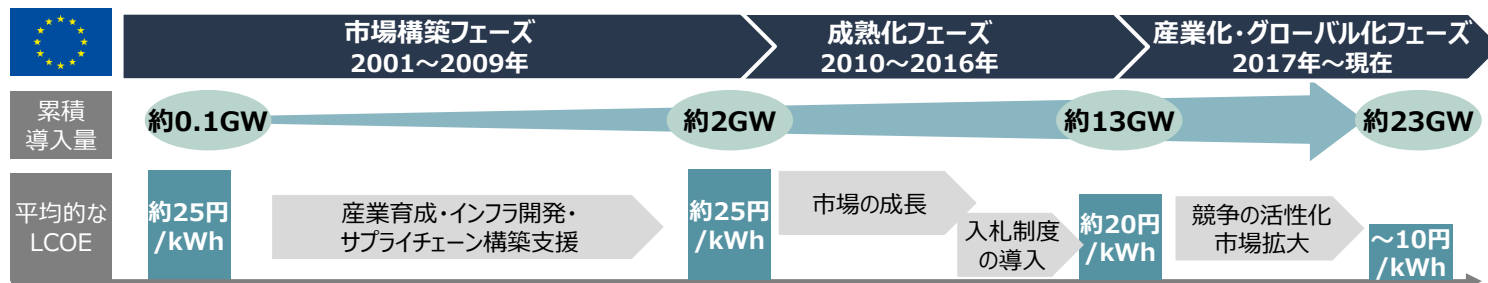 市場構築フェーズ
2001～2009年
成熟化フェーズ
2010～2016年
産業化・グローバル化フェーズ
2017年～現在
累積
導入量
約0.1GW
約2GW
約13GW
約23GW
平均的な
LCOE
約25円
/kWh
産業育成・インフラ開発・
サプライチェーン構築支援
約25円
/kWh
市場の成長
入札制度
の導入
約20円
/kWh
競争の活性化
市場拡大
～10円
/kWh